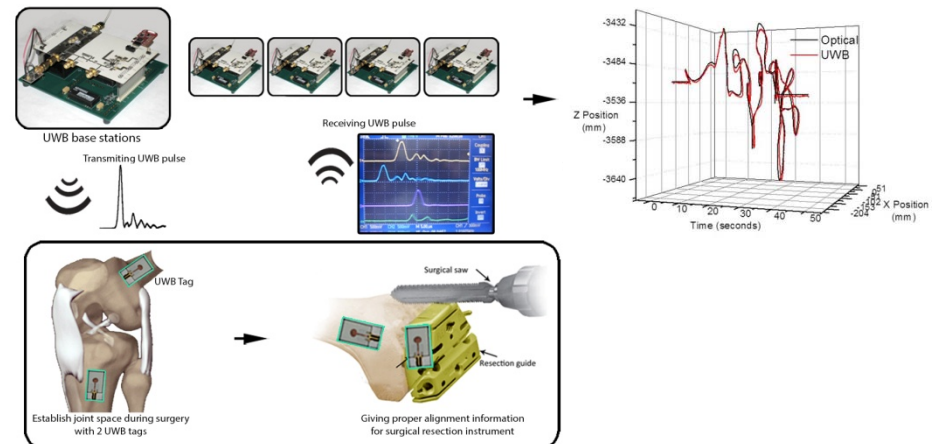 UWB base stations
Transmiting UWB pulse
Receiving UWB pulse
-3432
-3484
-3536
-3588
-3640
Z Position
(mm)
Optical
UWB
0
10
20
30
40
50
Time (seconds)
51
-204
X Position
(mm)
UWB Tag
Establish joint space during surgery
with 2 UWB tags
Surgical saw
Resection guide
Giving proper alignment information
for surgical resection instrument